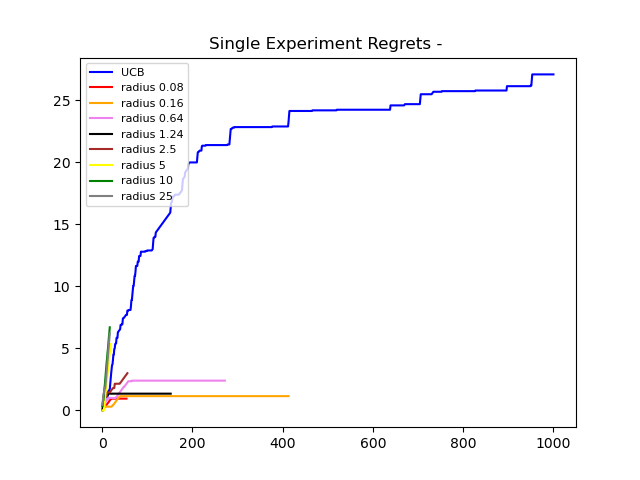 Single Experiment Regrets -
UCB
radius 0.08
radius 0.16
radius 0.64
radius 1.24
radius 2.5
radius 5
radius 10
radius 25
25
20
15
10
5
0
0 200 400 600 800 1000